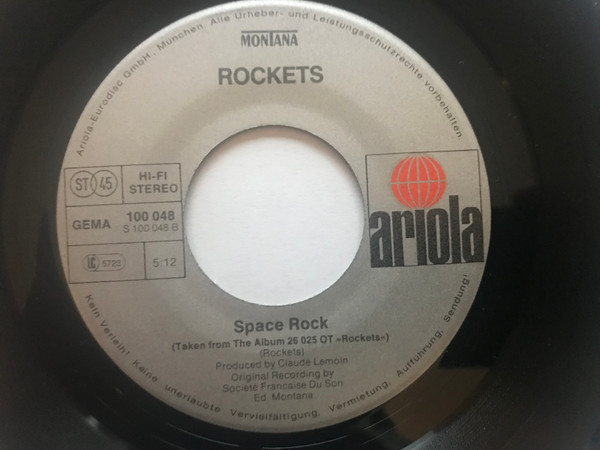 Ariola-Eurodisc GmbH., München. Alle Urheber- und Leistungsschutzrechte vorbehalten.
MONTANA
ROCKETS
ST 45
HI-FI
STEREO
GEMA
100 048
S 100 048 B
LC 5723
5:12
ariola
Space Rock
(Taken from The Album 26 025 OT »Rockets«)
(Rockets)
Produced by Claude Lemoin
Original Recording by
Société Francaise Du Son
Ed. Montana
Kein Verleih! Keine unerlaubte Vervielfältigung, Vermietung, Aufführung, Sendung!